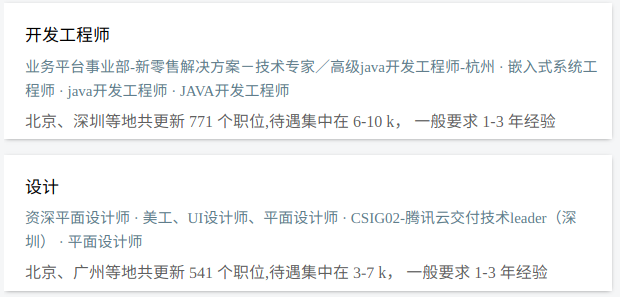 开发工程师
业务平台事业部-新零售解决方案－技术专家／高级java开发工程师-杭州 · 嵌入式系统工
程师 · java开发工程师 · JAVA开发工程师
北京、深圳等地共更新 771 个职位,待遇集中在 6-10 k， 一般要求 1-3 年经验
设计
资深平面设计师 · 美工、UI设计师、平面设计师 · CSIG02-腾讯云交付技术leader（深
圳） · 平面设计师
北京、广州等地共更新 541 个职位,待遇集中在 3-7 k， 一般要求 1-3 年经验